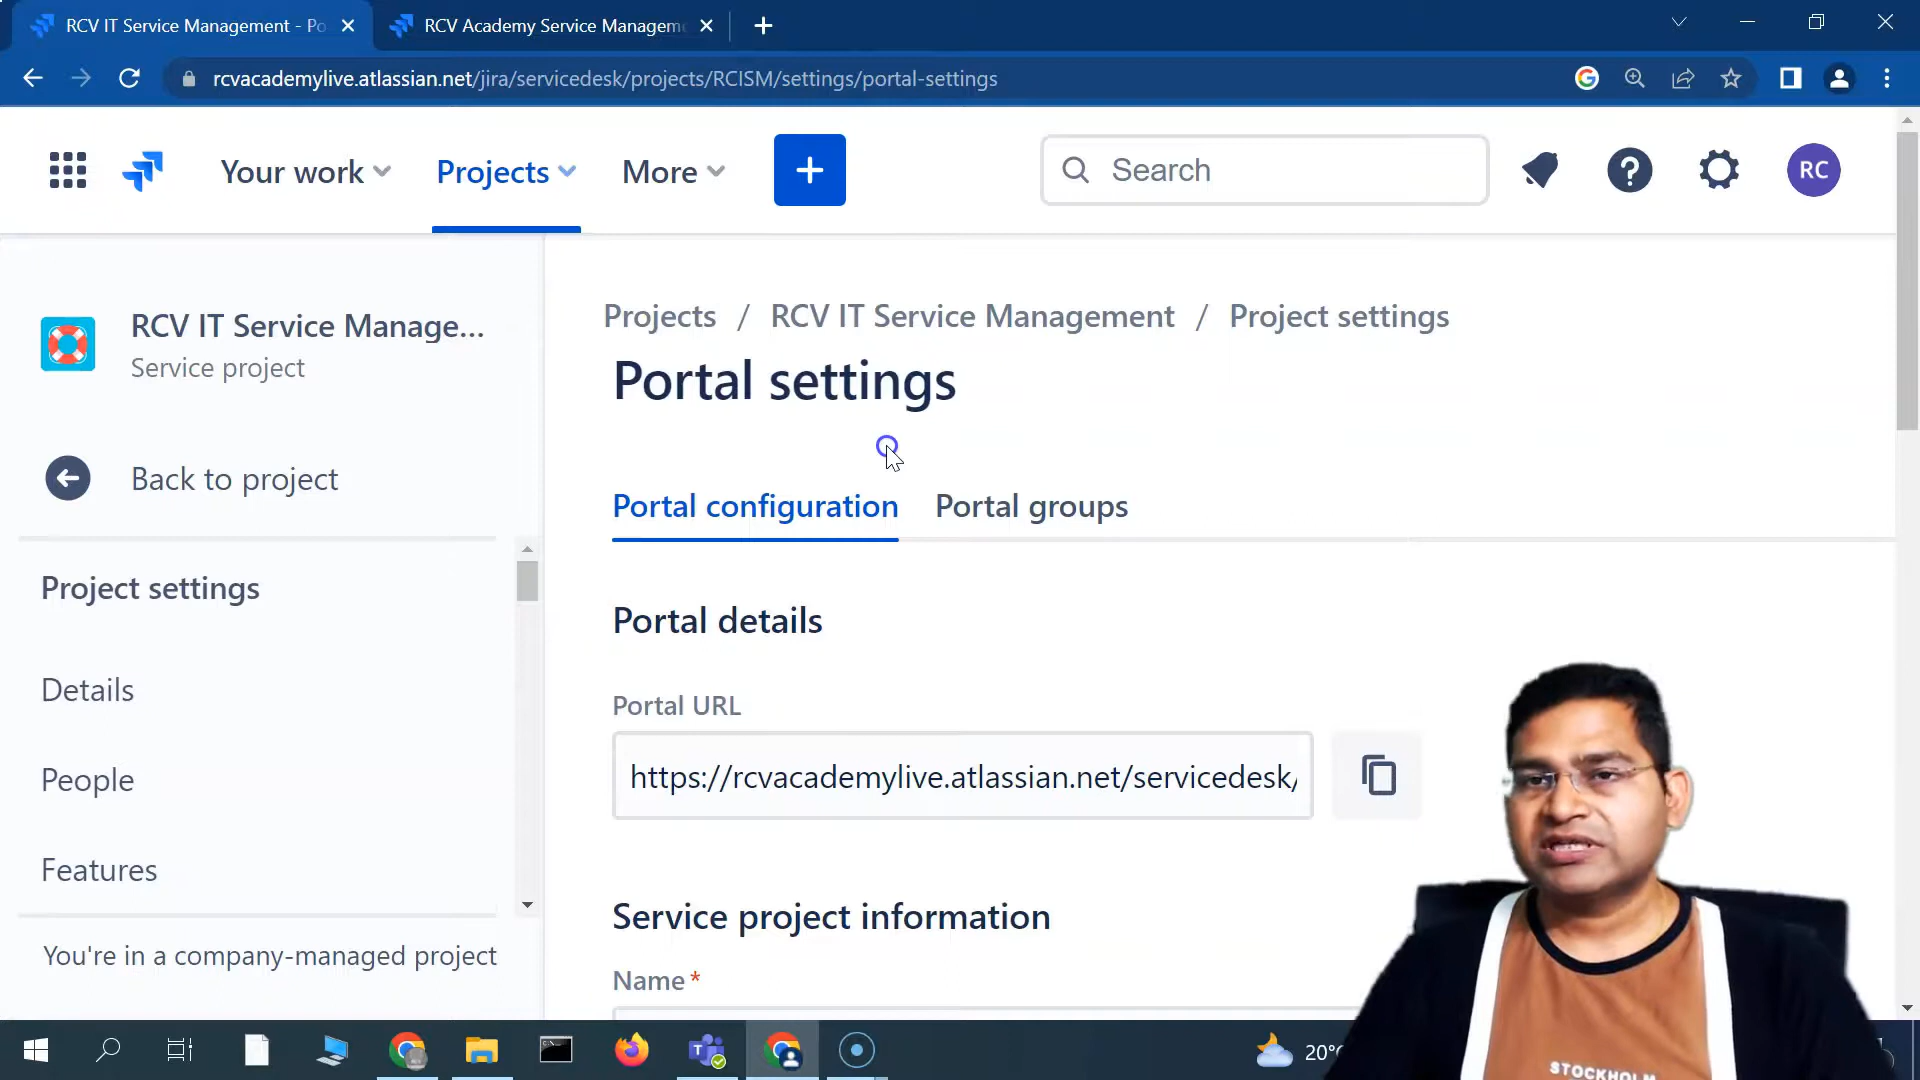 RCV IT Service Management - Po
RCV Academy Service Managem
rcvacademylive.atlassian.net/jira/servicedesk/projects/RCISM/settings/portal-settings
Your work
Projects
More
Search
RC
RCV IT Service Manage...
Service project
Back to project
Project settings
Details
People
Features
You're in a company-managed project
Projects / RCV IT Service Management / Project settings
Portal settings
Portal configuration
Portal groups
Portal details
Portal URL
https://rcvacademylive.atlassian.net/servicedesk/
Service project information
Name *
20°
STOCKHOLM